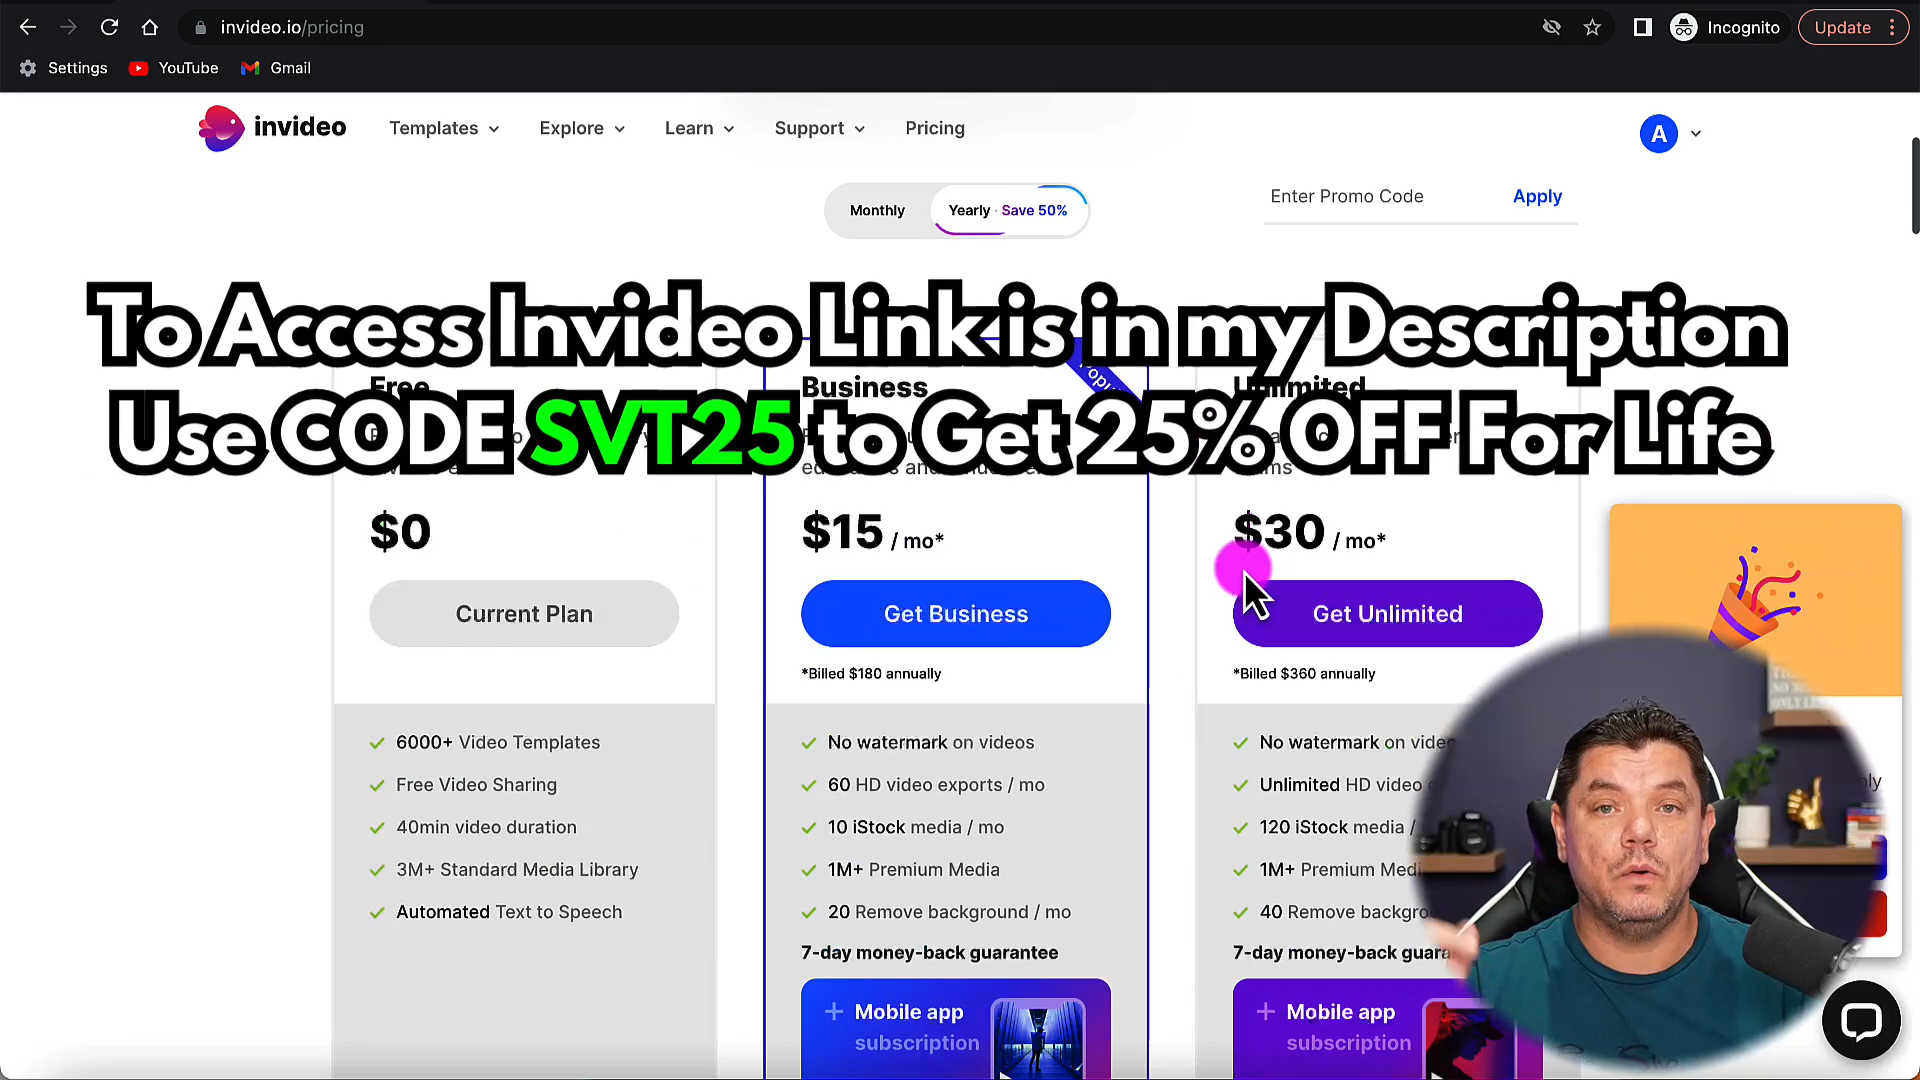 invideo.io/pricing
Incognito
Update
Settings
YouTube
Gmail
invideo
Templates
Explore
Learn
Support
Pricing
A
Monthly
Yearly · Save 50%
Enter Promo Code
Apply
To Access Invideo Link is in my Description
Use CODE SVT25 to Get 25% OFF For Life
Free
Business
Unlimited
$0
Current Plan
6000+ Video Templates
Free Video Sharing
40min video duration
3M+ Standard Media Library
Automated Text to Speech
$15 / mo*
Get Business
*Billed $180 annually
No watermark on videos
60 HD video exports / mo
10 iStock media / mo
1M+ Premium Media
20 Remove background / mo
7-day money-back guarantee
+ Mobile app
subscription
$30 / mo*
Get Unlimited
*Billed $360 annually
No watermark on
Unlimited HD video
120 iStock media /
1M+ Premium
40 Remove
7-day money-back
+ Mobile app
subscription